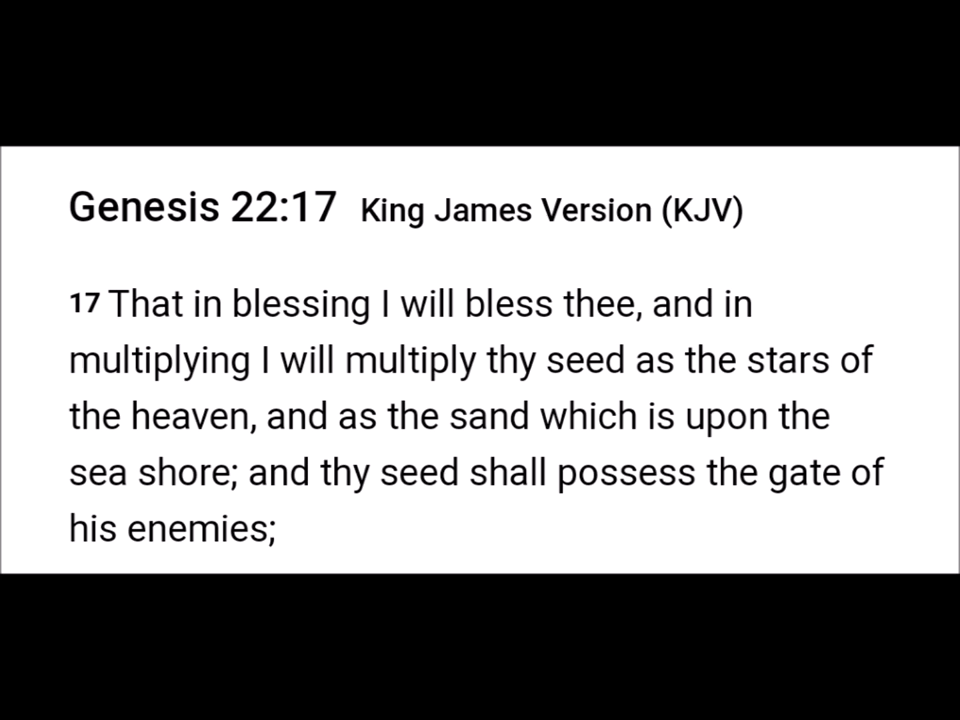 Genesis 22:17 King James Version (KJV)
17 That in blessing I will bless thee, and in
multiplying I will multiply thy seed as the stars of
the heaven, and as the sand which is upon the
sea shore; and thy seed shall possess the gate of
his enemies;